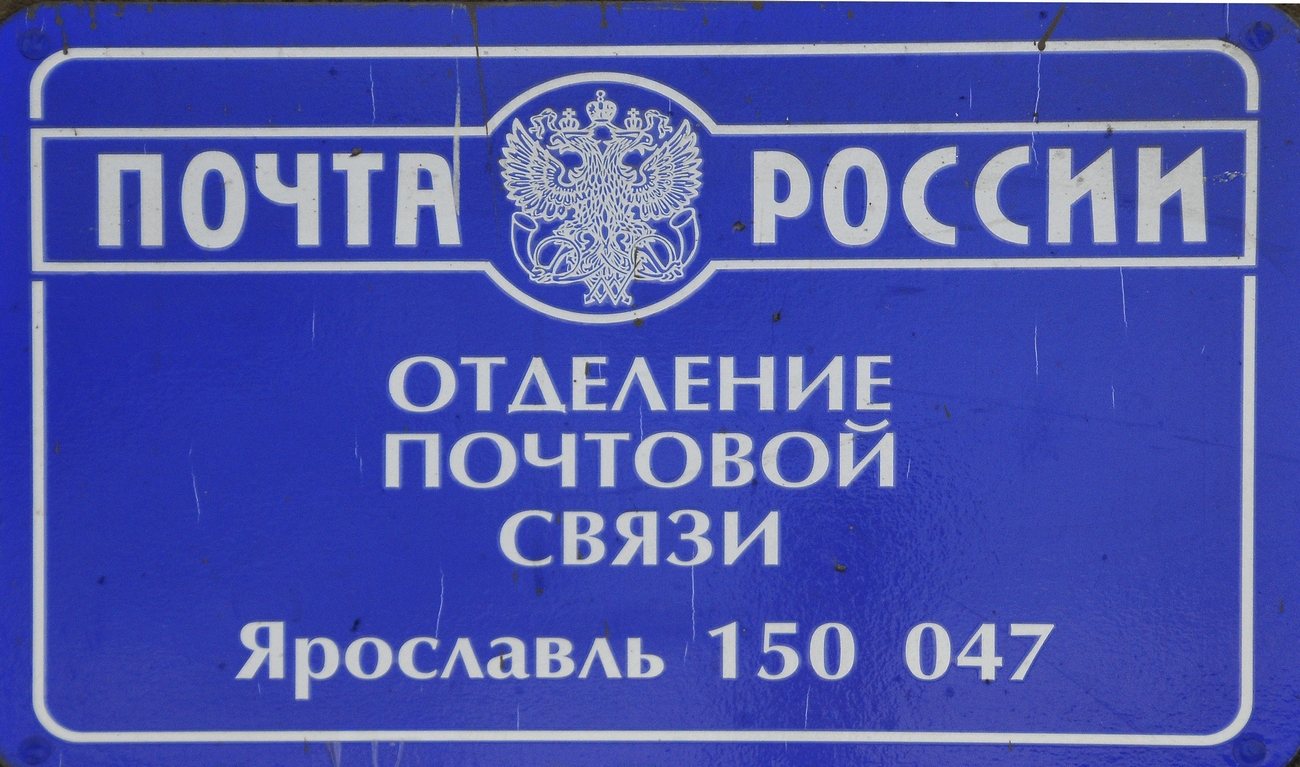 ПОЧТА РОССИИ
ОТДЕЛЕНИЕ
ПОЧТОВОЙ
СВЯЗИ
Ярославль 150 047